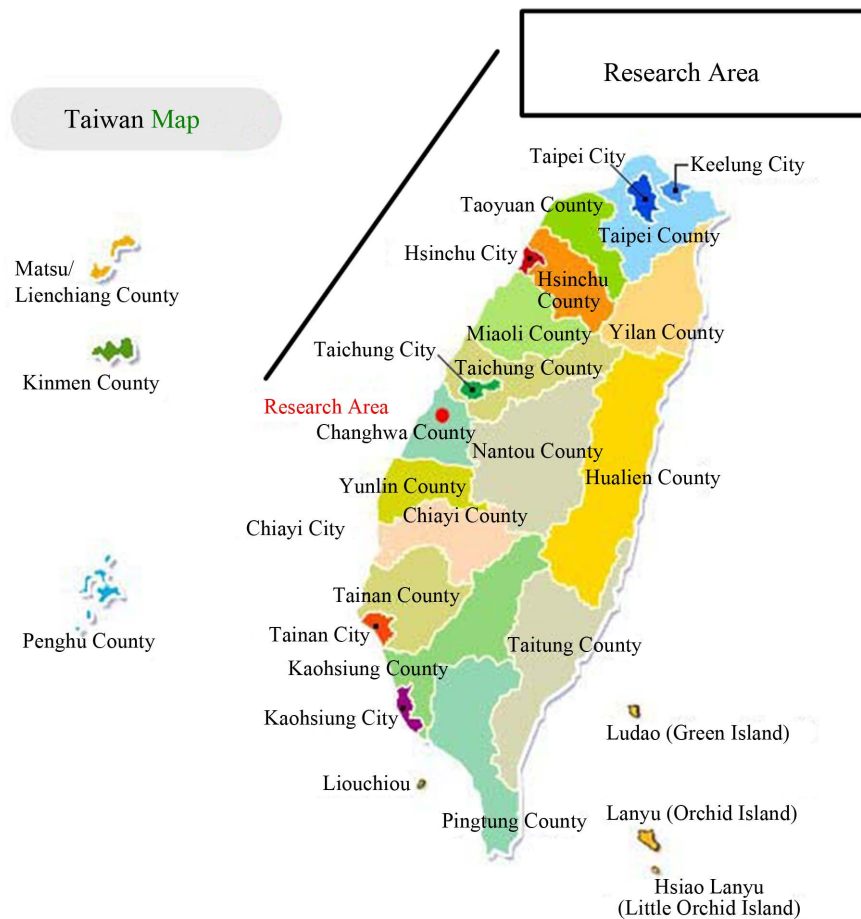 Research Area
Taiwan Map
Taipei City
Keelung City
Taoyuan County
Taipei County
Hsinchu City
Matsu/
Lienchiang County
Hsinchu
County
Miaoli County
Yilan County
Taichung City
Taichung County
Kinmen County
Research Area
Changhwa County
Nantou County
Hualien County
Yunlin County
Chiayi County
Chiayi City
Tainan County
Tainan City
Taitung County
Penghu County
Kaohsiung County
Kaohsiung City
Ludao (Green Island)
Liouchiou
Pingtung County
Lanyu (Orchid Island)
Hsiao Lanyu
(Little Orchid Island)